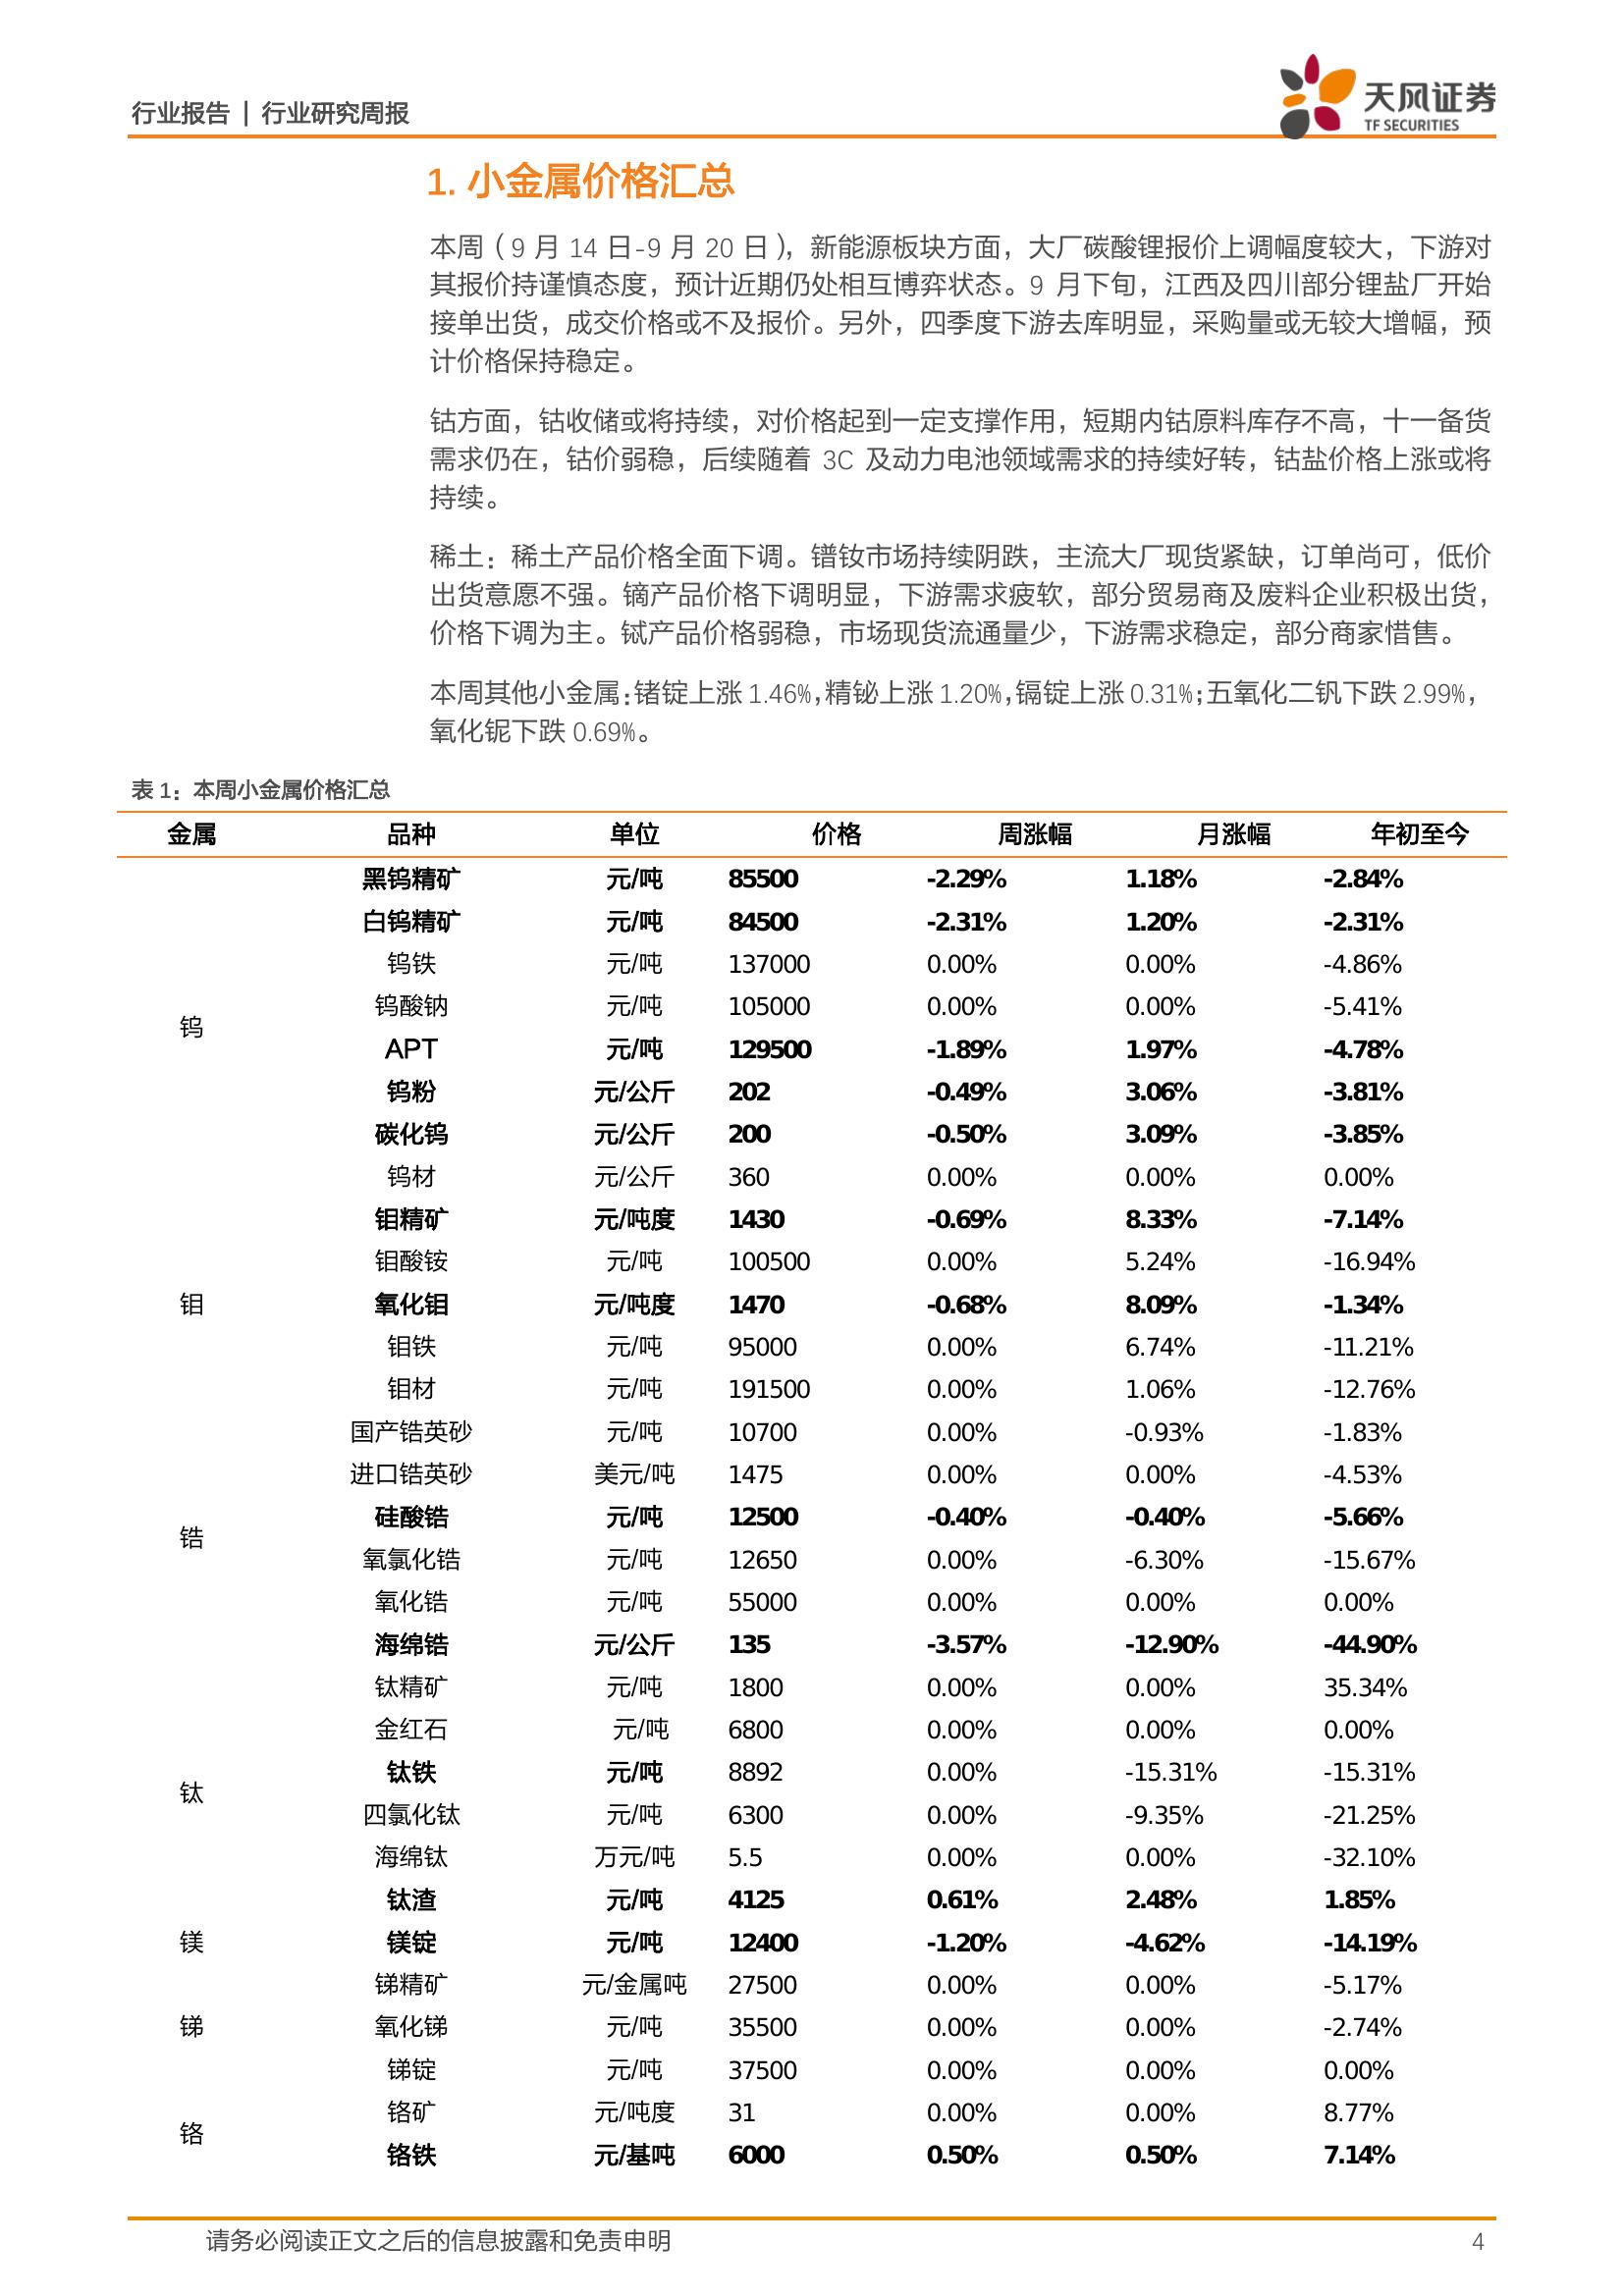 行业报告 | 行业研究周报
天风证券
TF SECURITIES
1. 小金属价格汇总
本周（9 月 14 日-9 月 20 日），新能源板块方面，大厂碳酸锂报价上调幅度较大，下游对
其报价持谨慎态度，预计近期仍处相互博弈状态。9 月下旬，江西及四川部分锂盐厂开始
接单出货，成交价格或不及报价。另外，四季度下游去库明显，采购量或无较大增幅，预
计价格保持稳定。
钴方面，钴收储或将持续，对价格起到一定支撑作用，短期内钴原料库存不高，十一备货
需求仍在，钴价弱稳，后续随着 3C 及动力电池领域需求的持续好转，钴盐价格上涨或将
持续。
稀土：稀土产品价格全面下调。镨钕市场持续阴跌，主流大厂现货紧缺，订单尚可，低价
出货意愿不强。镝产品价格下调明显，下游需求疲软，部分贸易商及废料企业积极出货，
价格下调为主。铽产品价格弱稳，市场现货流通量少，下游需求稳定，部分商家惜售。
本周其他小金属：锗锭上涨 1.46%，精铋上涨 1.20%，镉锭上涨 0.31%；五氧化二钒下跌 2.99%，
氧化铌下跌 0.69%。
表 1：本周小金属价格汇总
金属 品种 单位 价格 周涨幅 月涨幅 年初至今
黑钨精矿 元/吨 85500 -2.29% 1.18% -2.84%
白钨精矿 元/吨 84500 -2.31% 1.20% -2.31%
钨铁 元/吨 137000 0.00% 0.00% -4.86%
钨酸钠 元/吨 105000 0.00% 0.00% -5.41%
钨
APT 元/吨 129500 -1.89% 1.97% -4.78%
钨粉 元/公斤 202 -0.49% 3.06% -3.81%
碳化钨 元/公斤 200 -0.50% 3.09% -3.85%
钨材 元/公斤 360 0.00% 0.00% 0.00%
钼精矿 元/吨度 1430 -0.69% 8.33% -7.14%
钼酸铵 元/吨 100500 0.00% 5.24% -16.94%
钼 氧化钼 元/吨度 1470 -0.68% 8.09% -1.34%
钼铁 元/吨 95000 0.00% 6.74% -11.21%
钼材 元/吨 191500 0.00% 1.06% -12.76%
国产锆英砂 元/吨 10700 0.00% -0.93% -1.83%
进口锆英砂 美元/吨 1475 0.00% 0.00% -4.53%
硅酸锆 元/吨 12500 -0.40% -0.40% -5.66%
锆
氧氯化锆 元/吨 12650 0.00% -6.30% -15.67%
氧化锆 元/吨 55000 0.00% 0.00% 0.00%
海绵锆 元/公斤 135 -3.57% -12.90% -44.90%
钛精矿 元/吨 1800 0.00% 0.00% 35.34%
金红石 元/吨 6800 0.00% 0.00% 0.00%
钛铁 元/吨 8892 0.00% -15.31% -15.31%
钛
四氯化钛 元/吨 6300 0.00% -9.35% -21.25%
海绵钛 万元/吨 5.5 0.00% 0.00% -32.10%
钛渣 元/吨 4125 0.61% 2.48% 1.85%
镁 镁锭 元/吨 12400 -1.20% -4.62% -14.19%
锑精矿 元/金属吨 27500 0.00% 0.00% -5.17%
锑 氧化锑 元/吨 35500 0.00% 0.00% -2.74%
锑锭 元/吨 37500 0.00% 0.00% 0.00%
铬矿 元/吨度 31 0.00% 0.00% 8.77%
铬
铬铁 元/基吨 6000 0.50% 0.50% 7.14%
请务必阅读正文之后的信息披露和免责申明 4